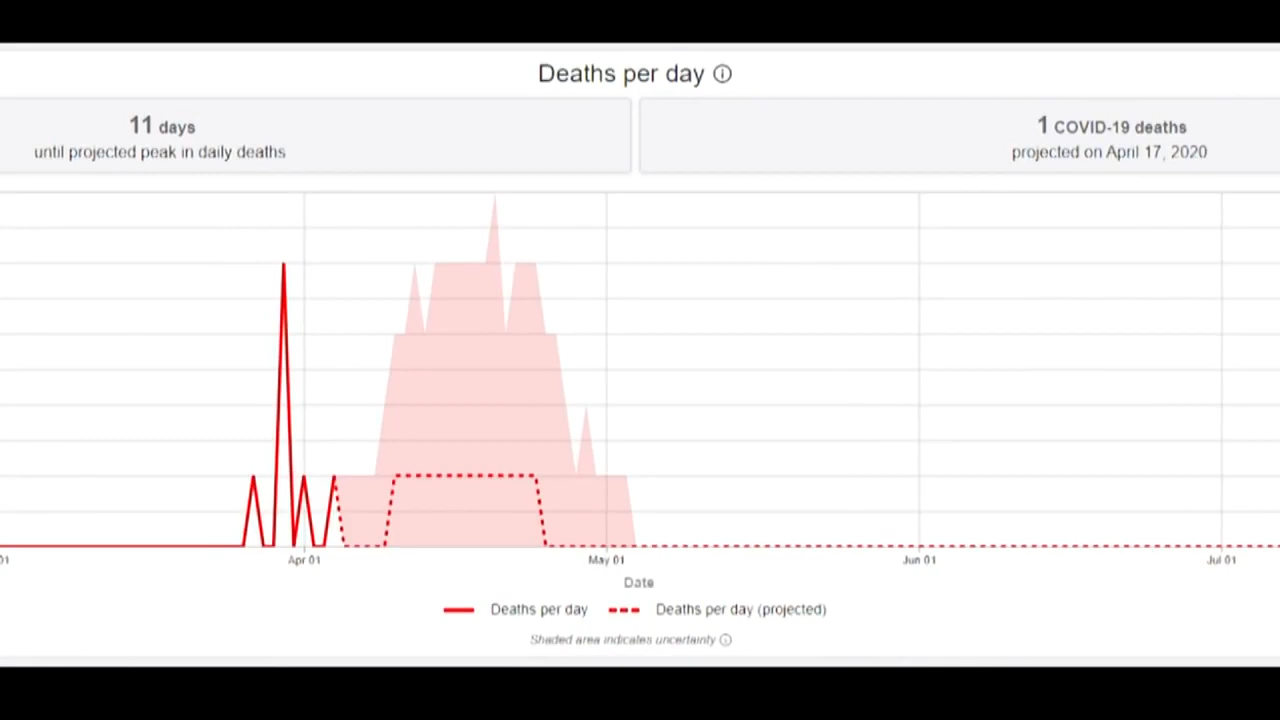 Deaths per day
11 days
until projected peak in daily deaths
1 COVID-19 deaths
projected on April 17, 2020
01
Apr 01
May 01
Jun 01
Jul 01
Date
Deaths per day
Deaths per day (projected)
Shaded area indicates uncertainty